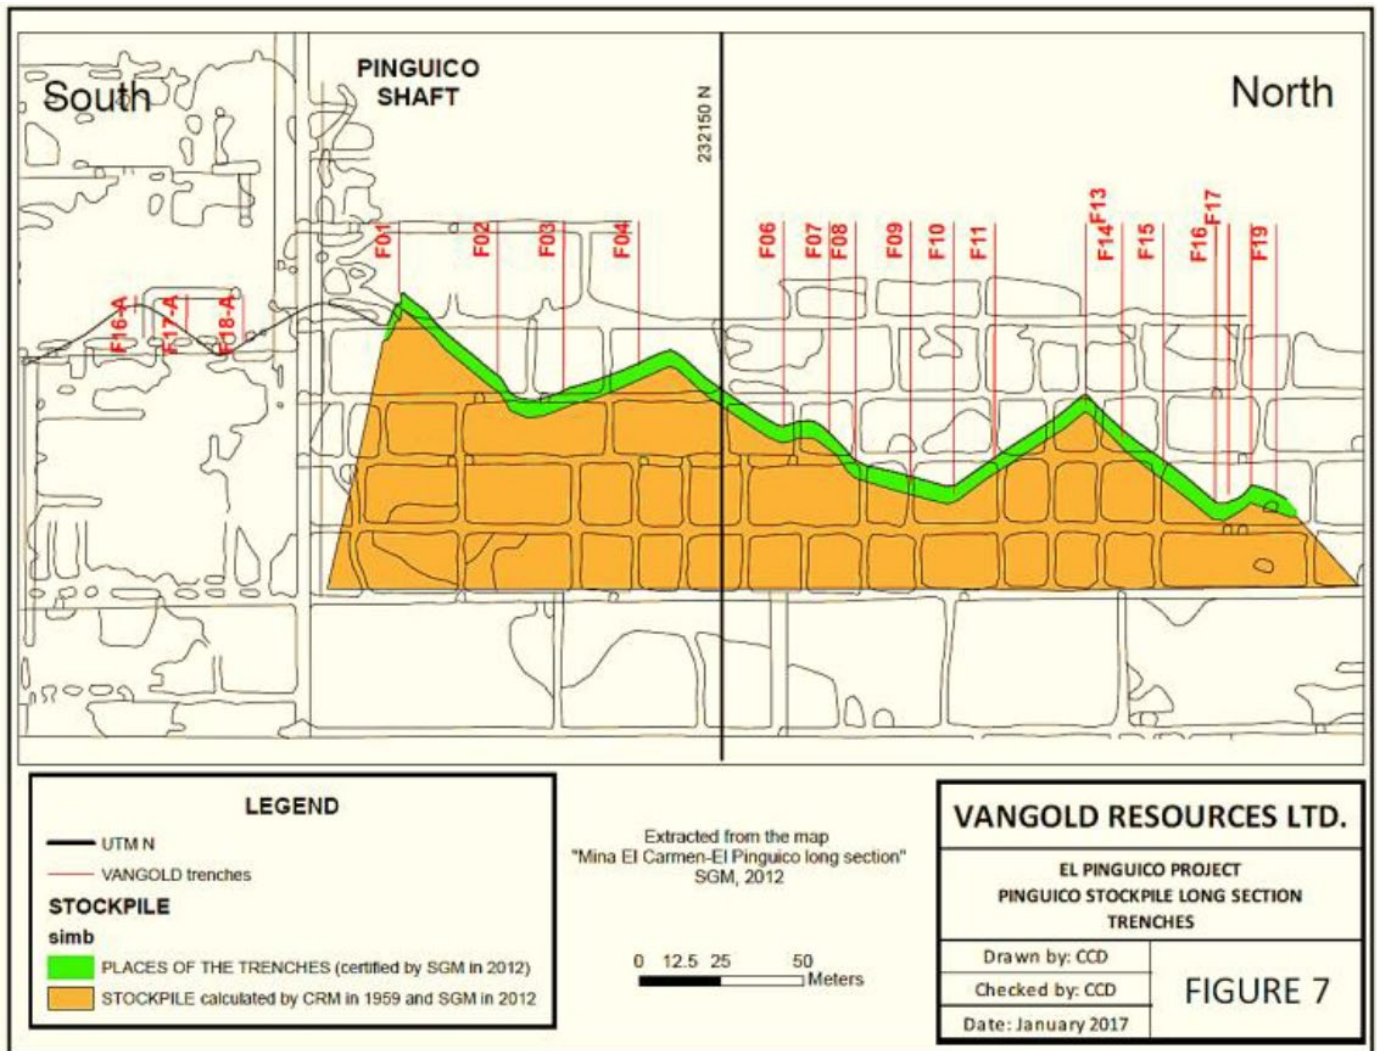 South
PINGUICO
SHAFT
232150 N
North
F01
F02
F03
F04
F06
F07
F08
F09
F10
F11
F13
F14
F15
F16
F17
F19
F16-A
F17-A
F18-A
LEGEND
UTM N
VANGOLD trenches
STOCKPILE
simb
PLACES OF THE TRENCHES (certified by SGM in 2012)
STOCKPILE calculated by CRM in 1959 and SGM in 2012
Extracted from the map
"Mina El Carmen-El Pinguico long section"
SGM, 2012
0 12.5 25 50
Meters
VANGOLD RESOURCES LTD.
EL PINGUICO PROJECT
PINGUICO STOCKPILE LONG SECTION
TRENCHES
Drawn by: CCD
Checked by: CCD
Date: January 2017
FIGURE 7